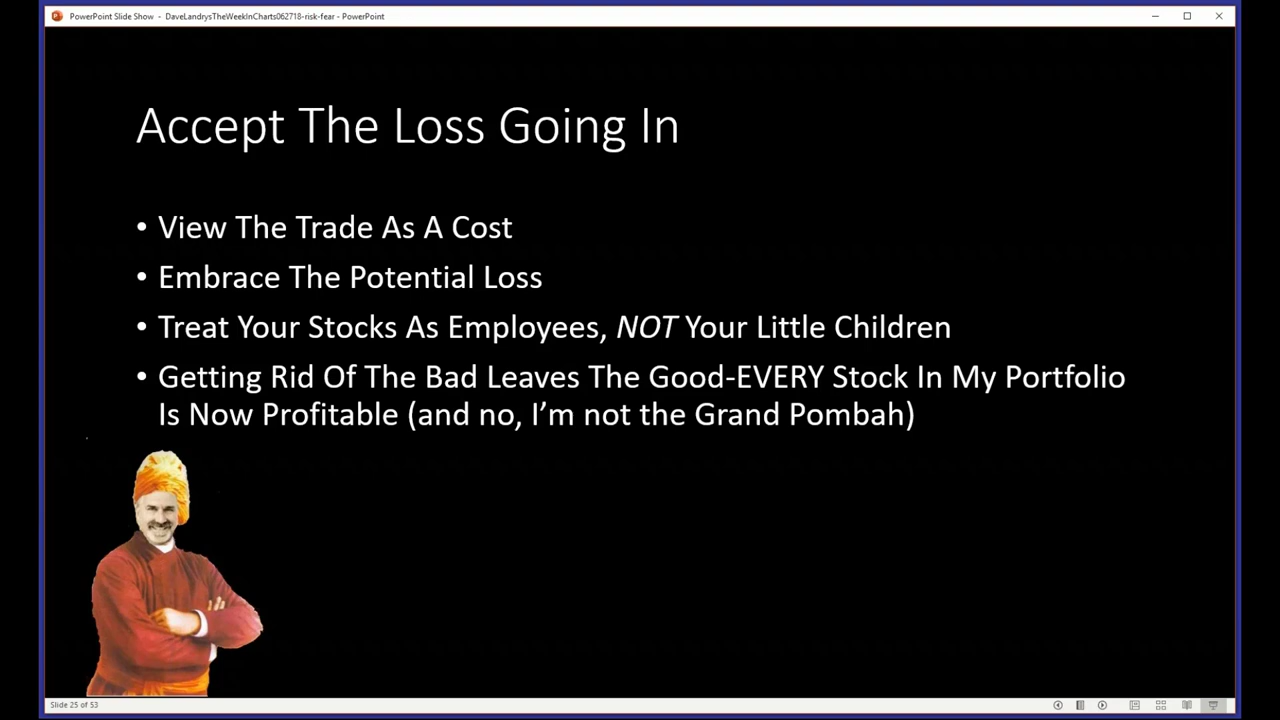 PowerPoint Slide Show - DaveLandrysTheWeekInCharts062718-risk-fear - PowerPoint
Accept The Loss Going In
• View The Trade As A Cost
• Embrace The Potential Loss
• Treat Your Stocks As Employees, NOT Your Little Children
• Getting Rid Of The Bad Leaves The Good-EVERY Stock In My Portfolio
Is Now Profitable (and no, I'm not the Grand Pombah)
Slide 25 of 53